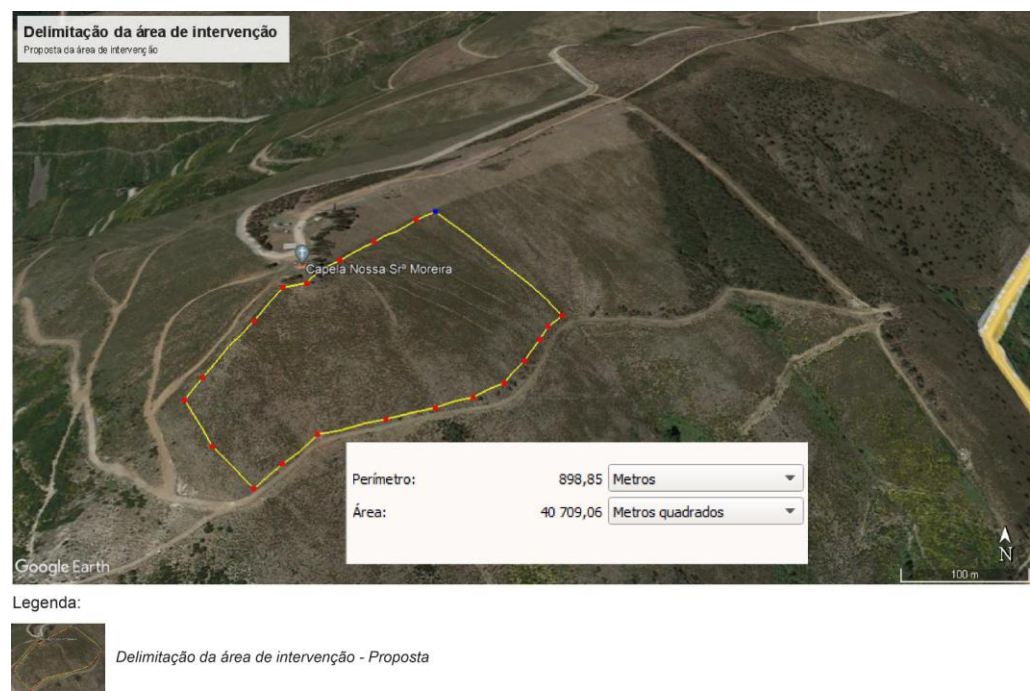 Delimitação da área de intervenção
Proposta da área de intervenção
Capela Nossa Srª Moreira
Perímetro: 898,85 Metros
Área: 40 709,06 Metros quadrados
Google Earth
N
100 m
Legenda:
Delimitação da área de intervenção - Proposta